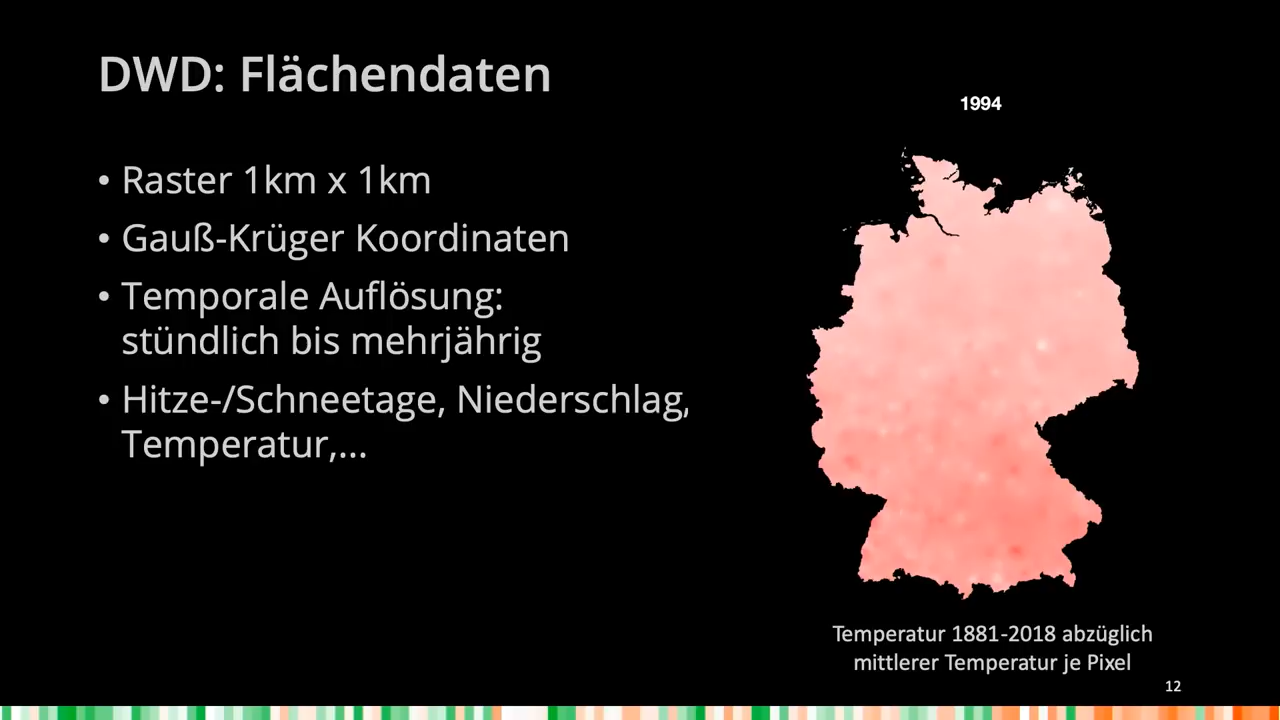 DWD: Flächendaten
1994
• Raster 1km x 1km
• Gauß-Krüger Koordinaten
• Temporale Auflösung:
stündlich bis mehrjährig
• Hitze-/Schneetage, Niederschlag,
Temperatur,...
Temperatur 1881-2018 abzüglich
mittlerer Temperatur je Pixel
12